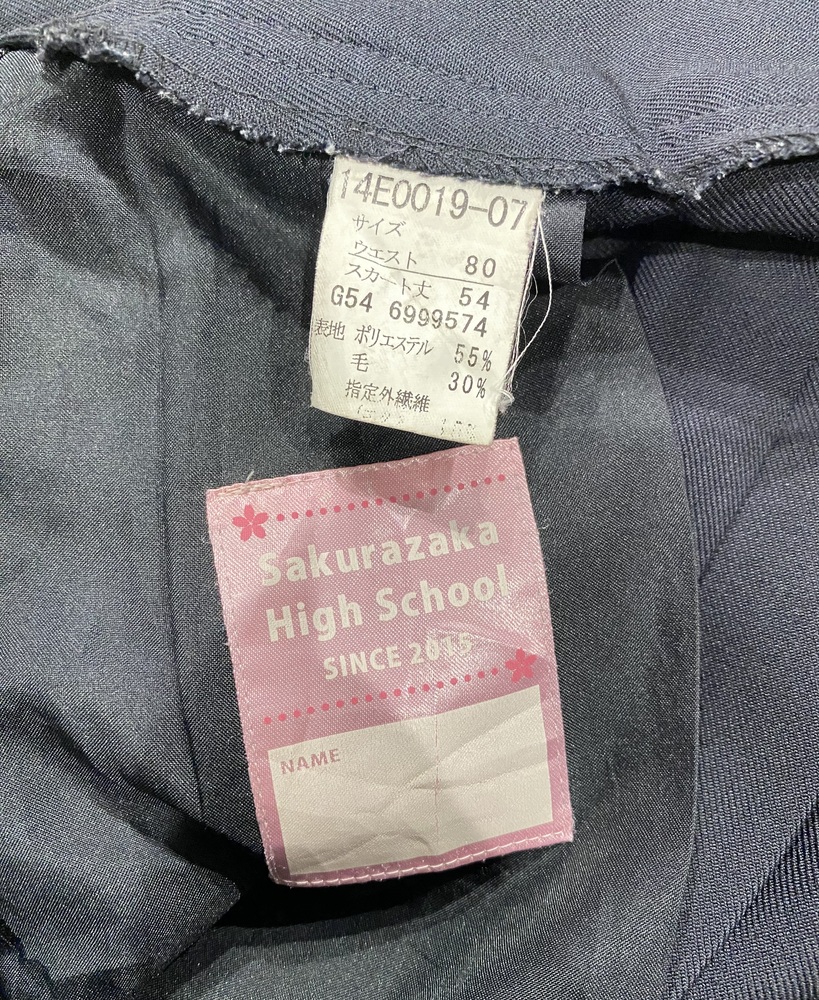 14E0019-07
サイズ
ウエスト 80
スカート丈 54
G54 6999574
表地 ポリエステル 55%
毛 30%
指定外繊維
Sakurazaka
High School
SINCE 2015
NAME